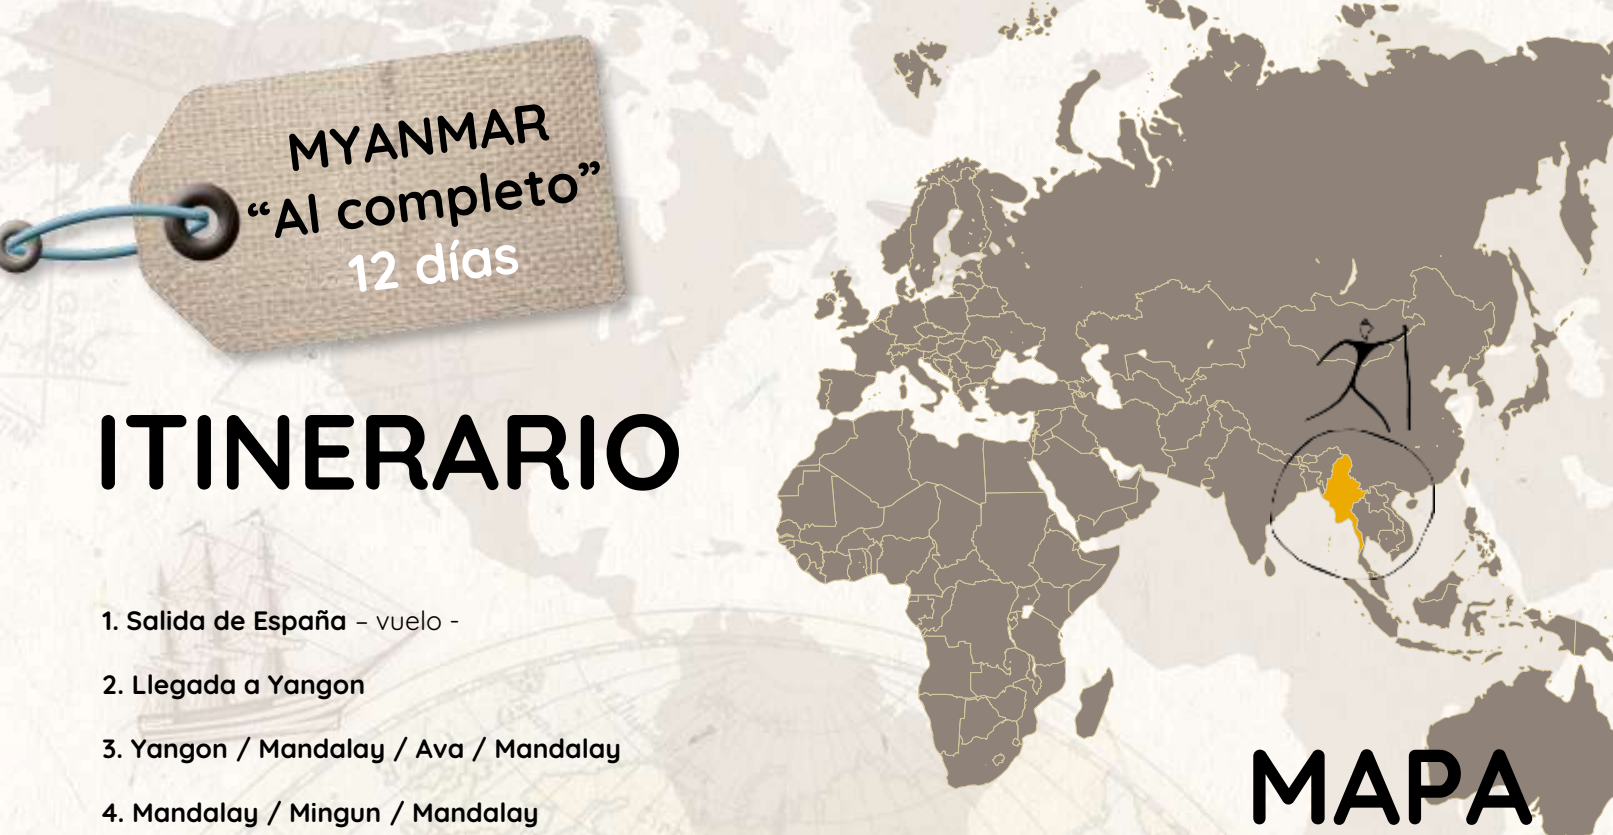 MYANMAR
“Al completo”
12 días
ITINERARIO
1. Salida de España – vuelo -
2. Llegada a Yangon
3. Yangon / Mandalay / Ava / Mandalay
4. Mandalay / Mingun / Mandalay
MAPA